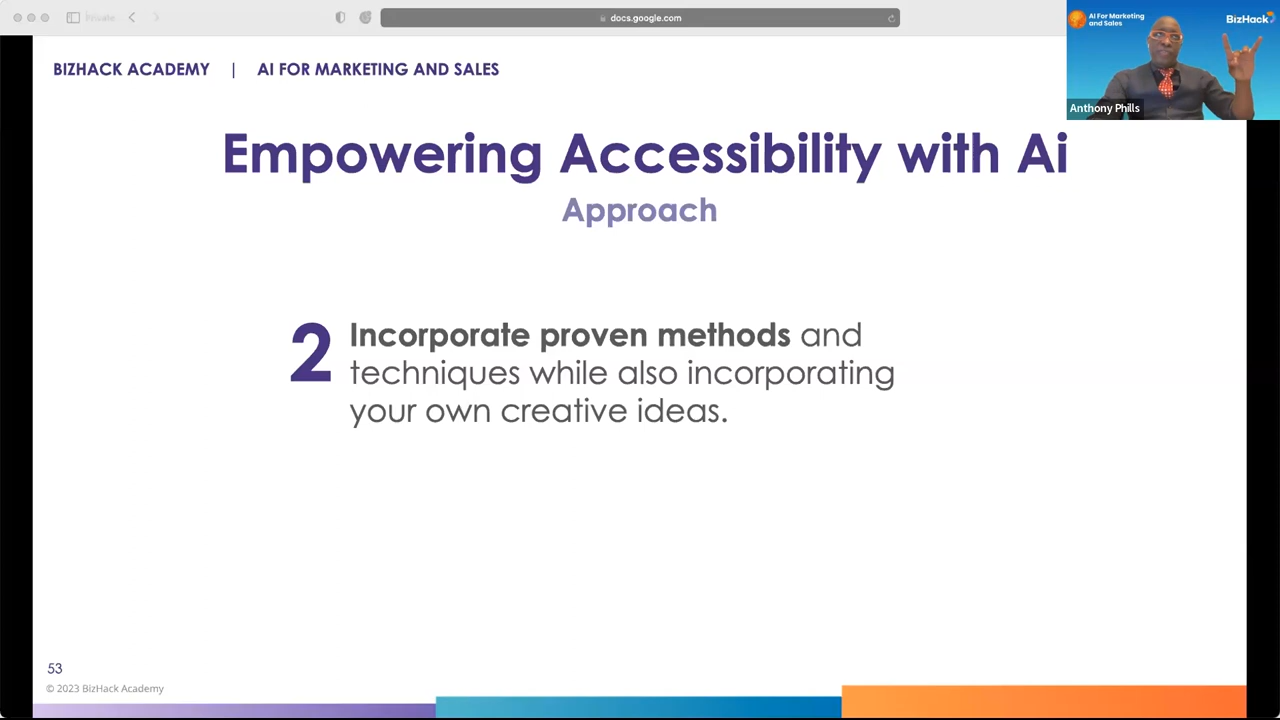 Private
docs.google.com
AI For Marketing
and Sales
BizHack
Anthony Phills
BIZHACK ACADEMY | AI FOR MARKETING AND SALES
Empowering Accessibility with Ai
Approach
2 Incorporate proven methods and
techniques while also incorporating
your own creative ideas.
53
© 2023 BizHack Academy